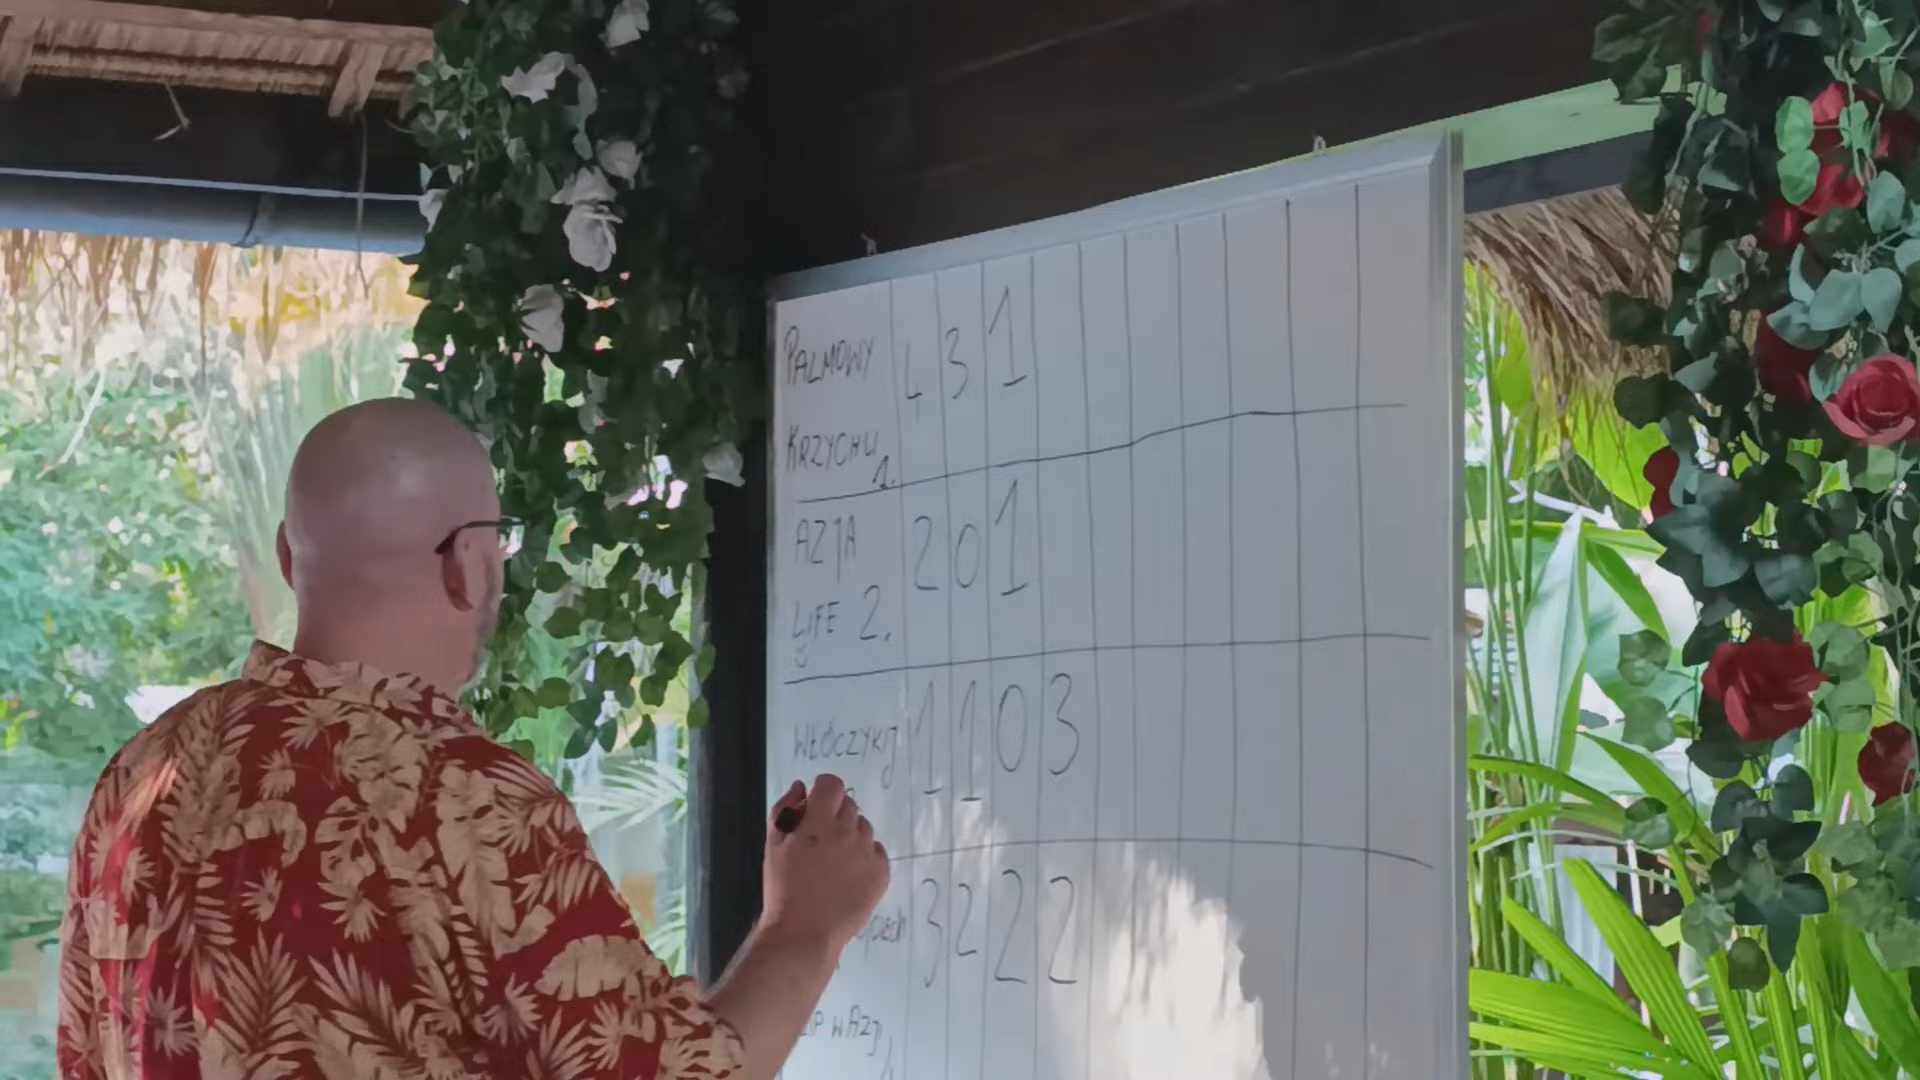 PALMOWY 4 3 1
KRZYCHU 1.
AZJA 2 0 1
LIFE 2.
WŁÓCZYKIJ 1 1 0 3
3 2 2 2
W AZJI